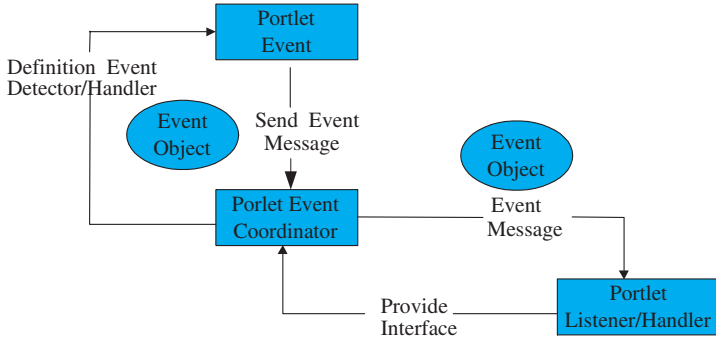 Portlet
Event
Definition Event
Detector/Handler
Event
Object
Send Event
Message
Event
Object
Porlet Event
Coordinator
Event
Message
Provide
Interface
Portlet
Listener/Handler